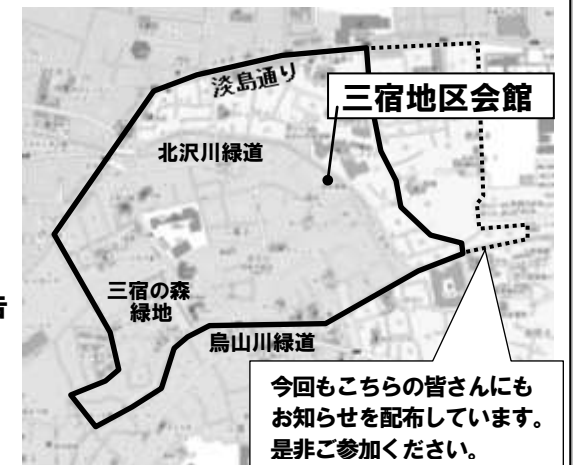 淡島通り
三宿地区会館
北沢川緑道
三宿の森
緑地
烏山川緑道
今回もこちらの皆さんにも
お知らせを配布しています。
是非ご参加ください。